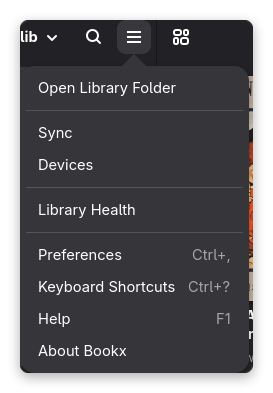 lib
Open Library Folder
Sync
Devices
Library Health
Preferences Ctrl+,
Keyboard Shortcuts Ctrl+?
Help F1
About Bookx